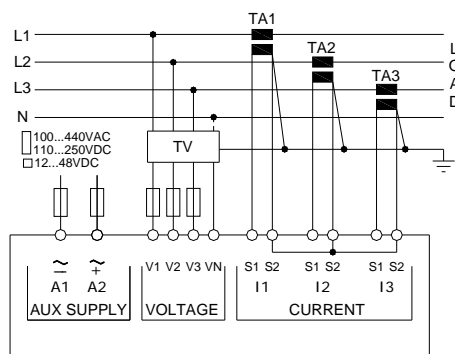 TA1
L1
TA2
L2
TA3
L3
N
L
O
A
D
100...440VAC
110...250VDC
12...48VDC
TV
V1 V2 V3 VN
S1 S2 S1 S2 S1 S2
A1 A2
I1 I2 I3
AUX SUPPLY VOLTAGE CURRENT